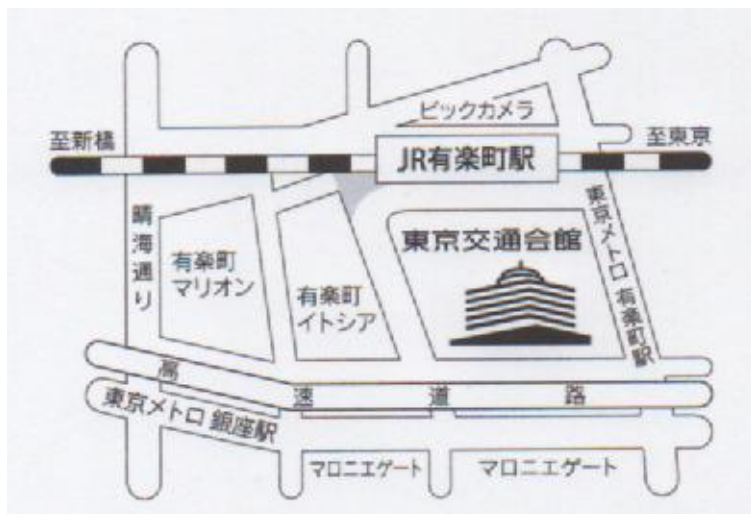 ビックカメラ
至新橋
JR有楽町駅
至東京
晴海通り
有楽町
マリオン
有楽町
イトシア
東京交通会館
東京メトロ 有楽町駅
高速道路
東京メトロ 銀座駅
マロニエゲート
マロニエゲート